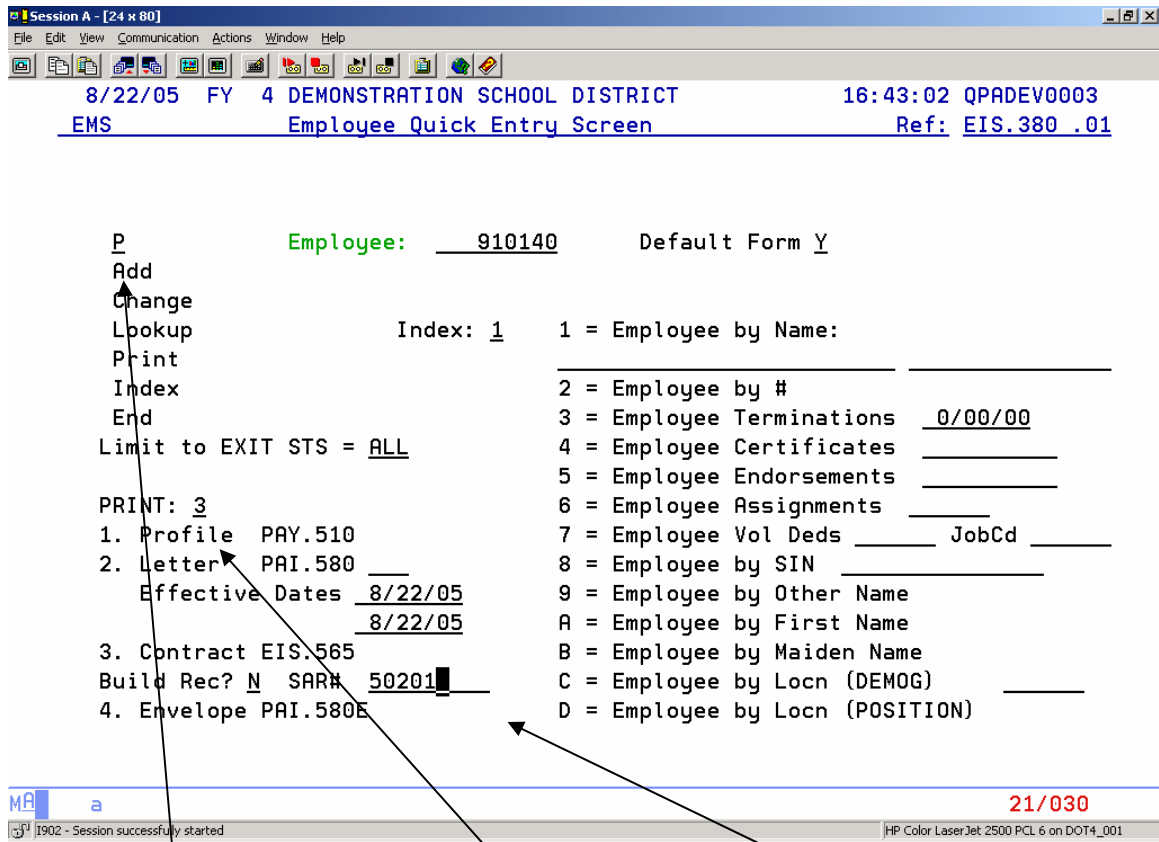 Session A - [24 x 80]
File Edit View Communication Actions Window Help
8/22/05 FY 4 DEMONSTRATION SCHOOL DISTRICT 16:43:02 QPADEV0003
EMS Employee Quick Entry Screen Ref: EIS.380 .01
P Employee: 910140 Default Form Y
Add
Change
Lookup Index: 1 1 = Employee by Name:
Print
Index 2 = Employee by #
End 3 = Employee Terminations 0/00/00
Limit to EXIT STS = ALL 4 = Employee Certificates
5 = Employee Endorsements
PRINT: 3 6 = Employee Assignments
1. Profile PAY.510 7 = Employee Vol Deds JobCd
2. Letter PAI.580 8 = Employee by SIN
Effective Dates 8/22/05 9 = Employee by Other Name
8/22/05 A = Employee by First Name
3. Contract EIS.565 B = Employee by Maiden Name
Build Rec? N SAR# 50201 C = Employee by Locn (DEMOG)
4. Envelope PAI.580E D = Employee by Locn (POSITION)
MA a 21/030
I902 - Session successfully started HP Color LaserJet 2500 PCL 6 on DOT4_001